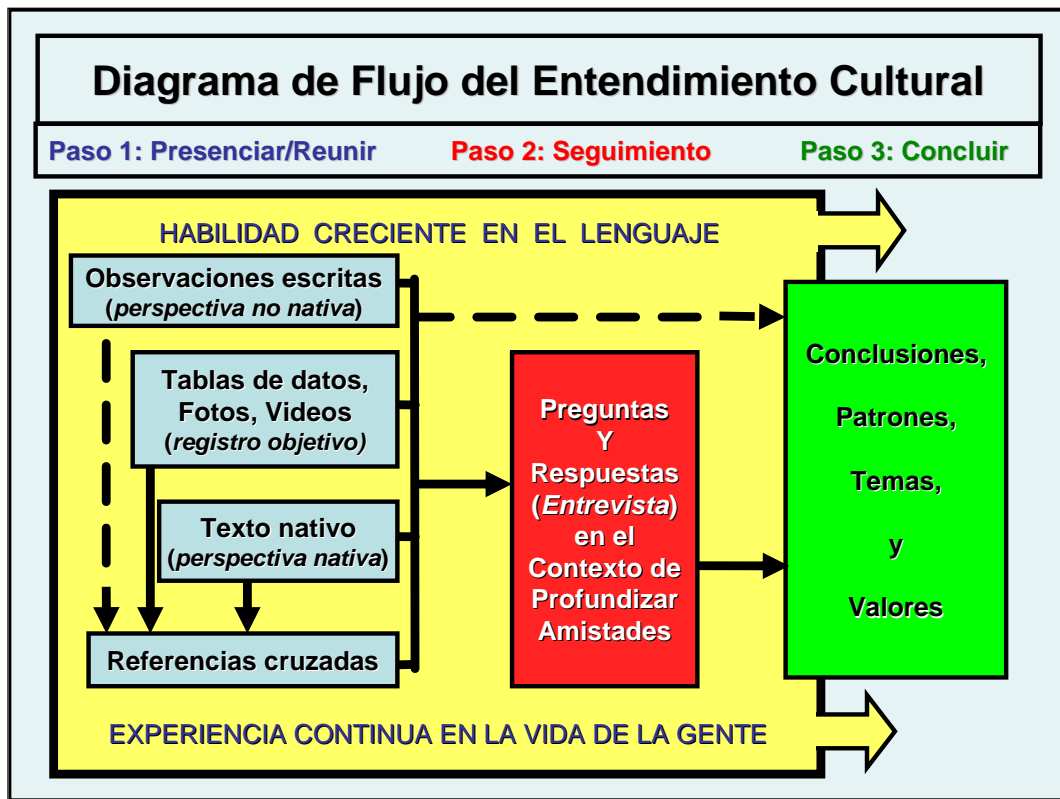 Diagrama de Flujo del Entendimiento Cultural
Paso 1: Presenciar/Reunir Paso 2: Seguimiento Paso 3: Concluir
HABILIDAD CRECIENTE EN EL LENGUAJE
Observaciones escritas
(perspectiva no nativa)
Tablas de datos,
Fotos, Videos
(registro objetivo)
Texto nativo
(perspectiva nativa)
Referencias cruzadas
Preguntas
Y
Respuestas
(Entrevista)
en el
Contexto de
Profundizar
Amistades
Conclusiones,
Patrones,
Temas,
y
Valores
EXPERIENCIA CONTINUA EN LA VIDA DE LA GENTE